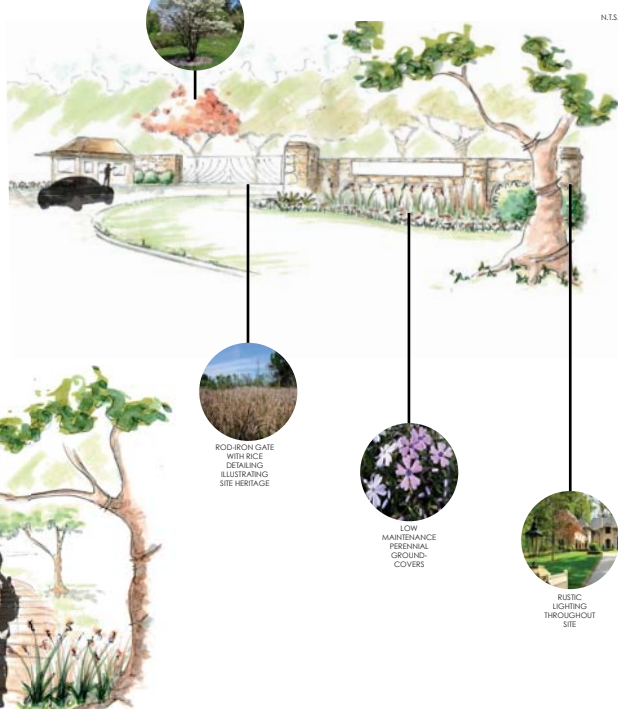 N.T.S.
ROD-IRON GATE
WITH RICE
DETAILING
ILLUSTRATING
SITE HERITAGE
LOW
MAINTENANCE
PERENNIAL
GROUND-
COVERS
RUSTIC
LIGHTING
THROUGHOUT
SITE